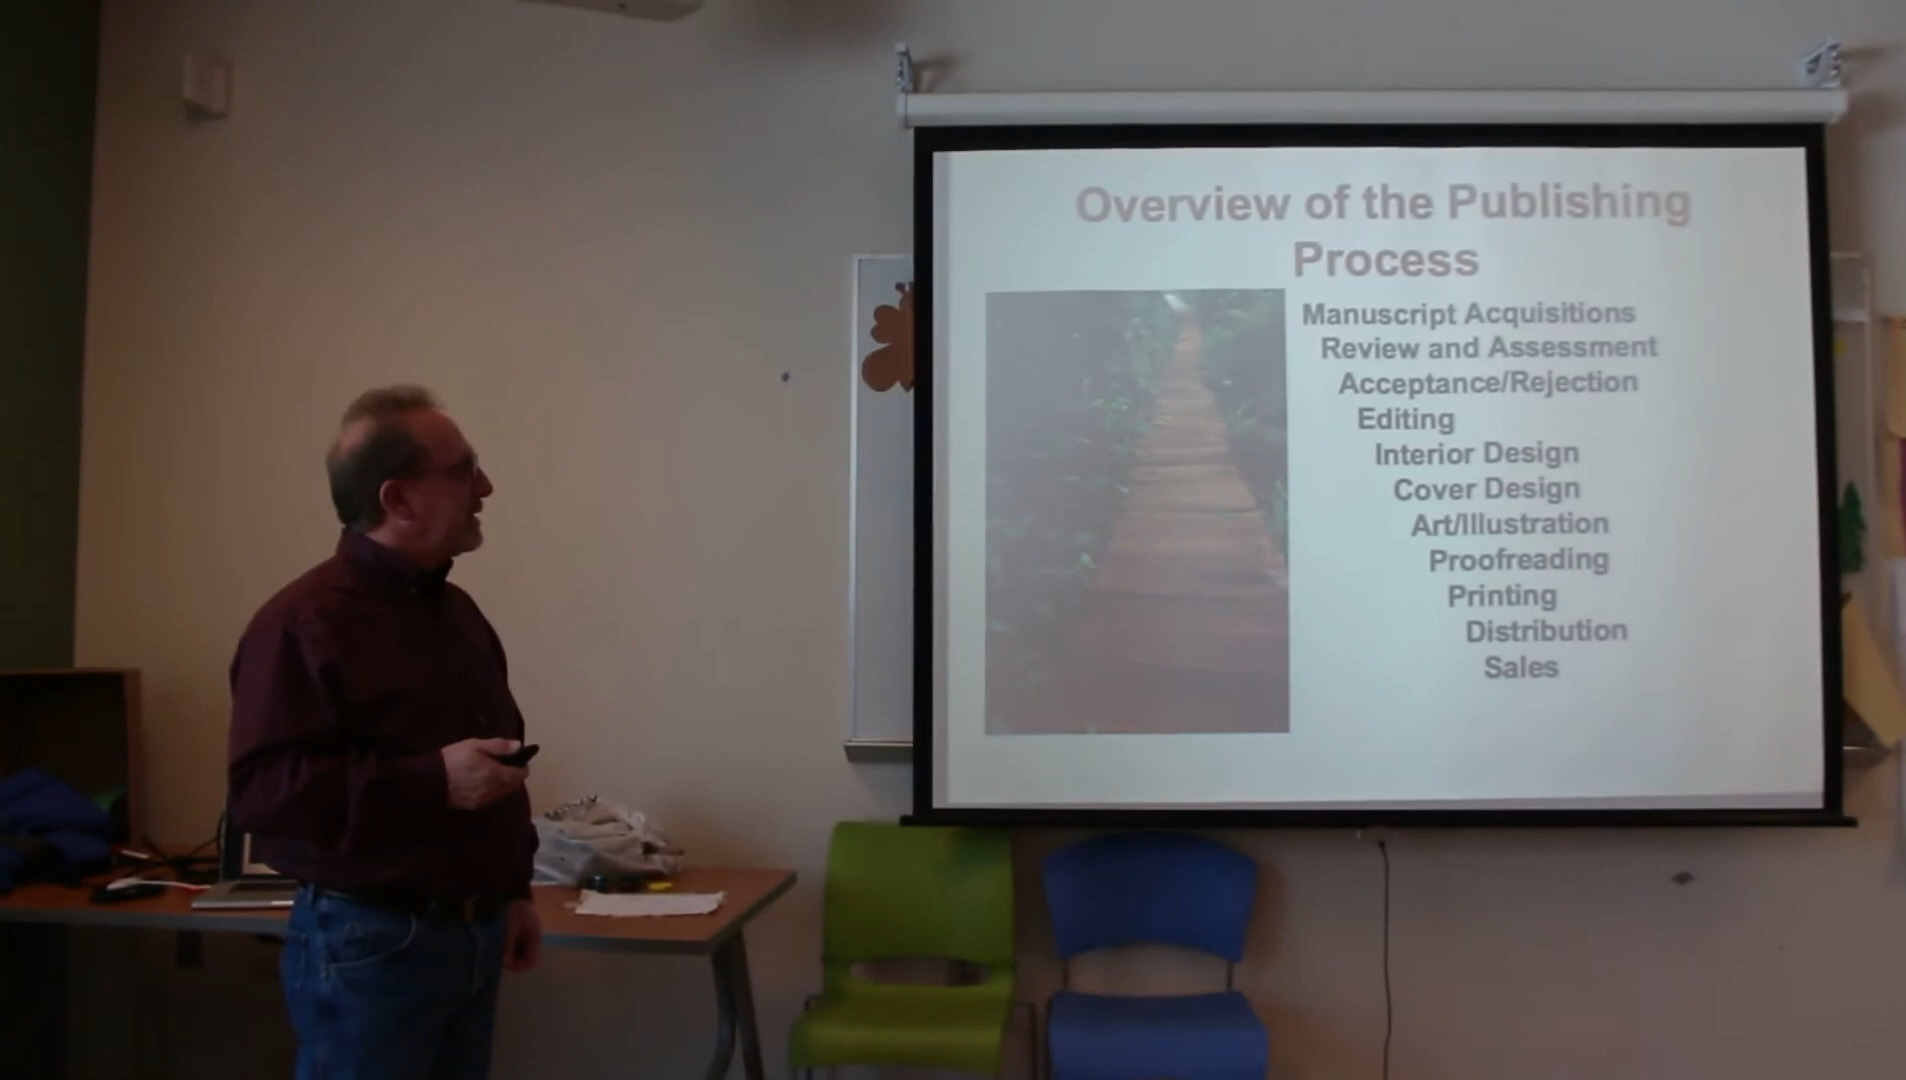 Overview of the Publishing
Process
Manuscript Acquisitions
Review and Assessment
Acceptance/Rejection
Editing
Interior Design
Cover Design
Art/Illustration
Proofreading
Printing
Distribution
Sales